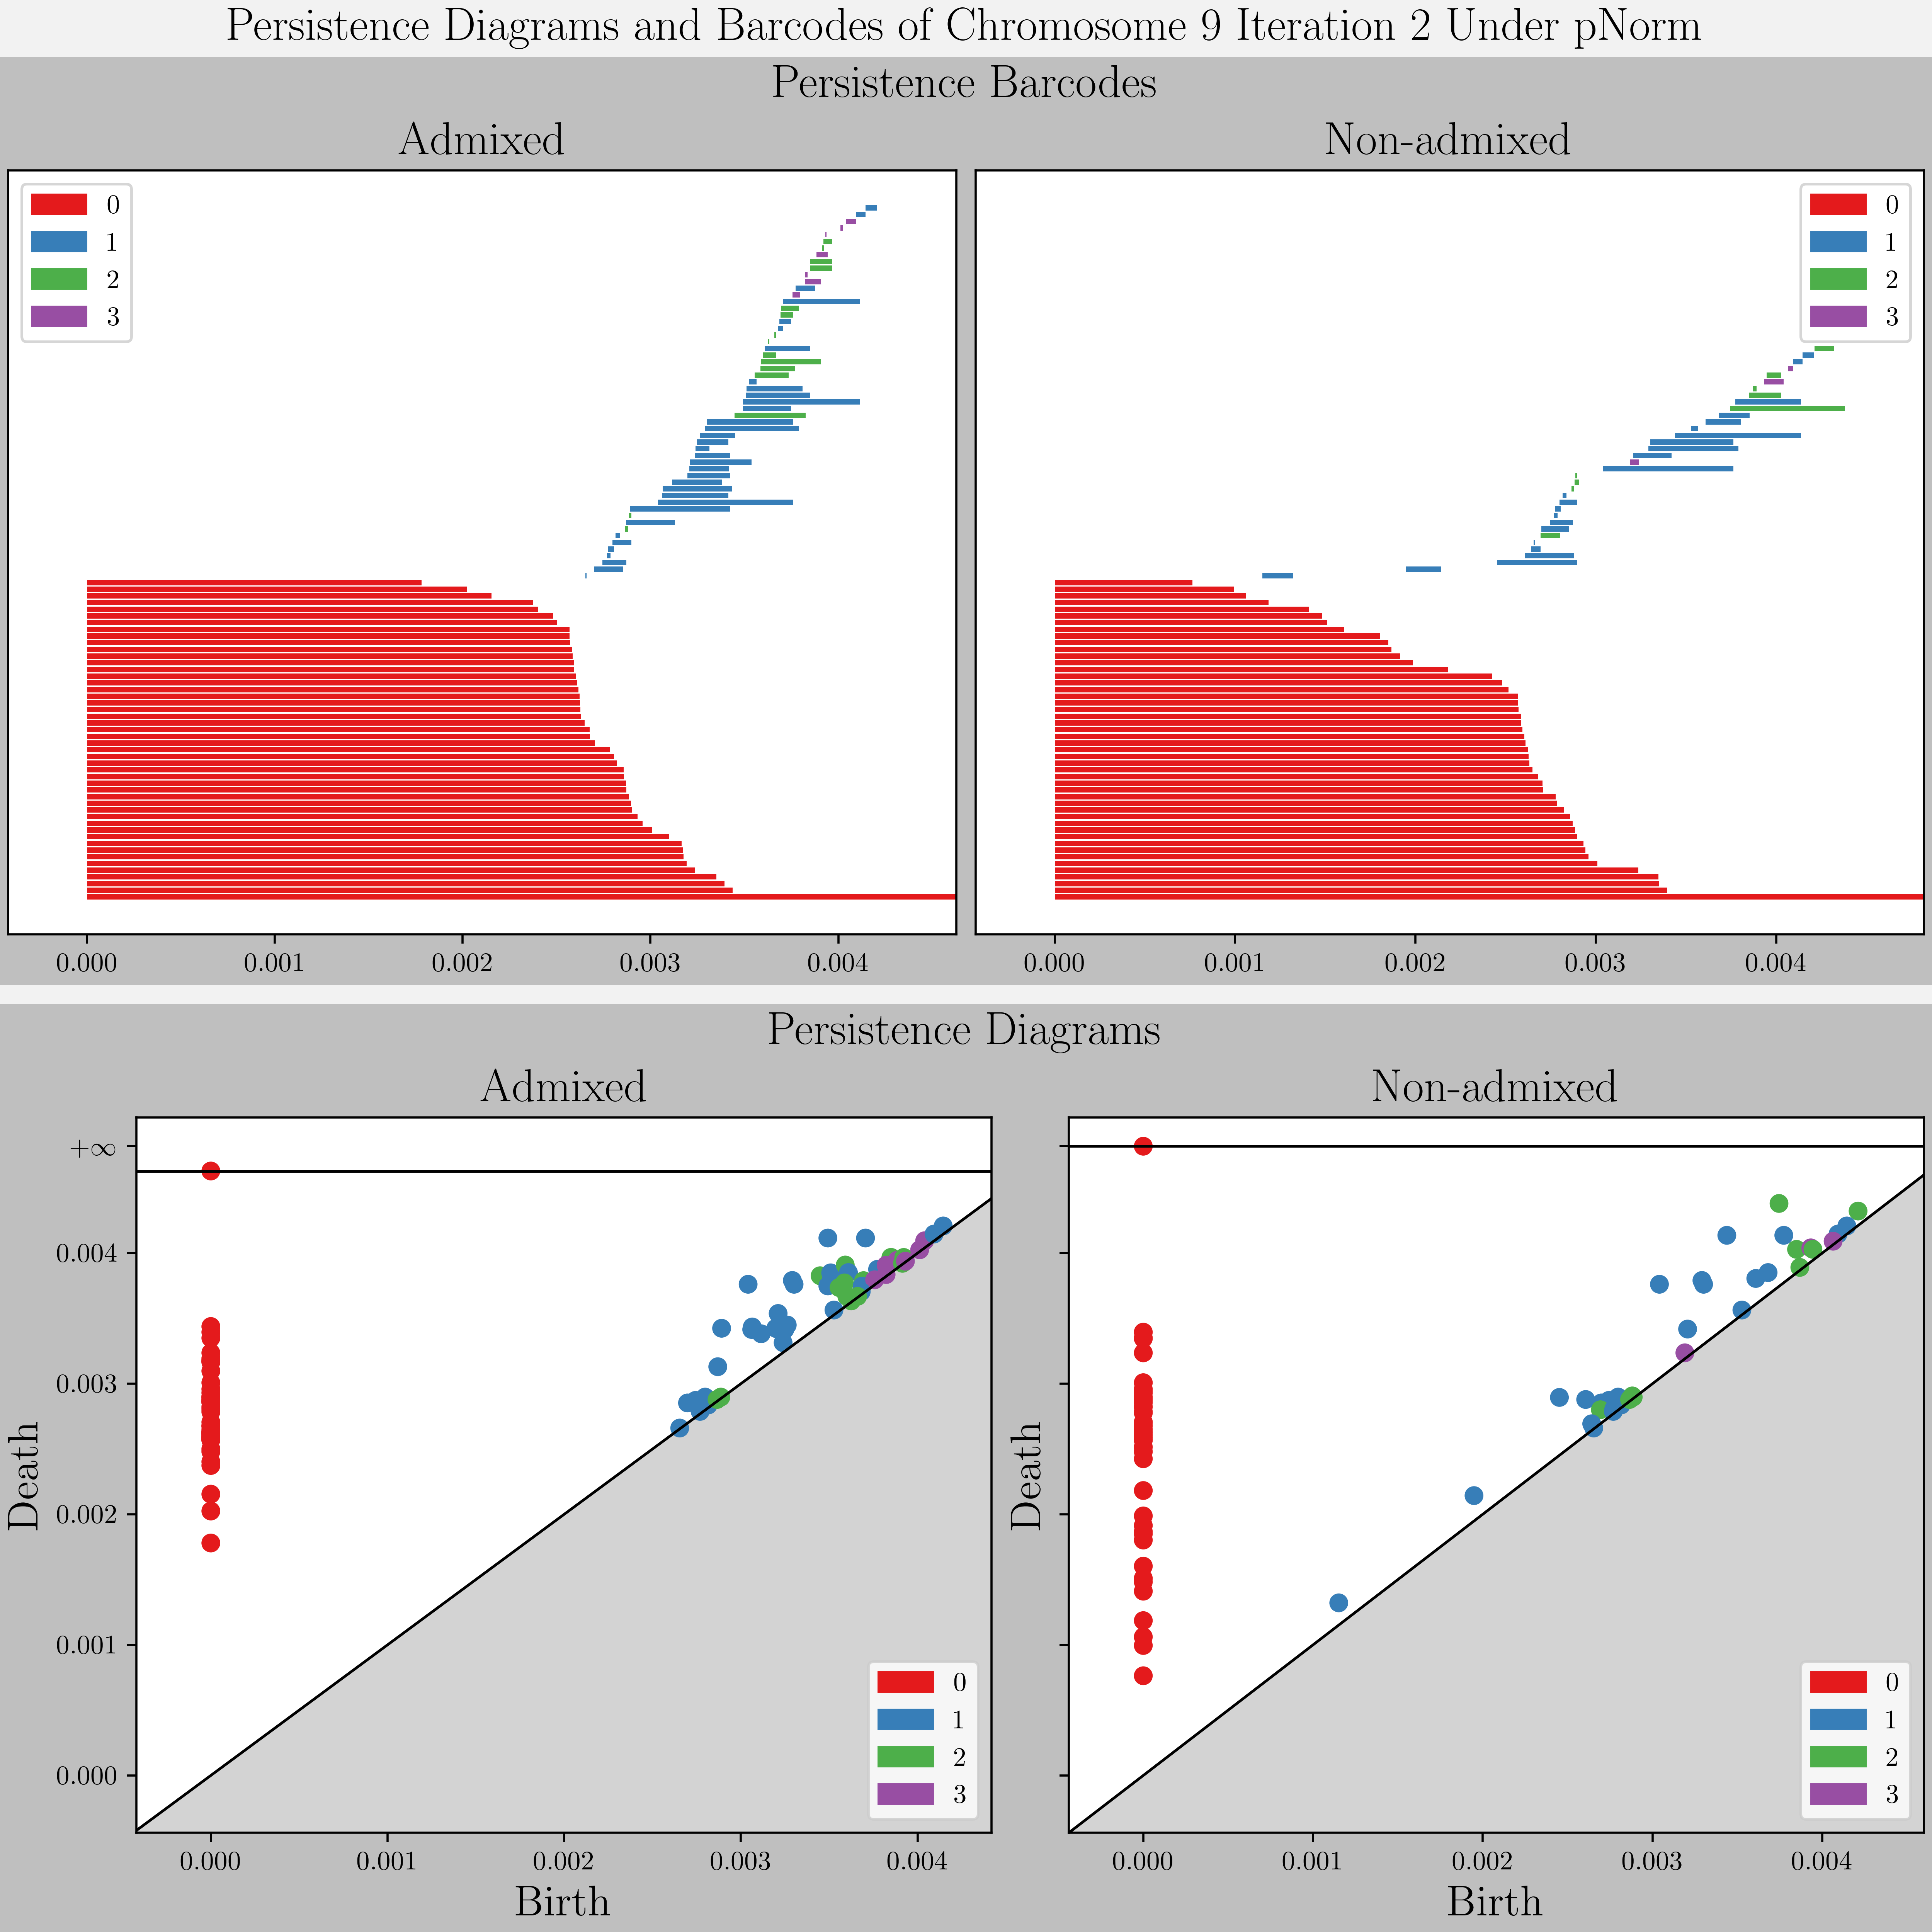 Persistence Diagrams and Barcodes of Chromosome 9 Iteration 2 Under pNorm
Persistence Barcodes
Admixed
Non-admixed
0
1
2
3
0
1
2
3
0.000 0.001 0.002 0.003 0.004
0.000 0.001 0.002 0.003 0.004
Persistence Diagrams
Admixed
Non-admixed
+∞
0.004
0.003
0.002
0.001
0.000
Death
Death
0
1
2
3
0
1
2
3
0.000 0.001 0.002 0.003 0.004
0.000 0.001 0.002 0.003 0.004
Birth
Birth